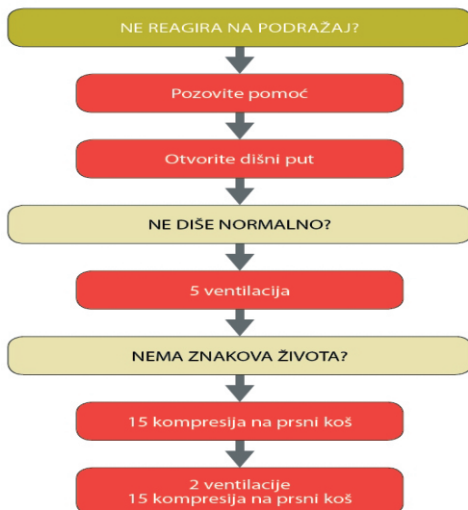 NE REAGIRA NA PODRAŽAJ?
Pozovite pomoć
Otvorite dišni put
NE DIŠE NORMALNO?
5 ventilacija
NEMA ZNAKOVA ŽIVOTA?
15 kompresija na prsni koš
2 ventilacije
15 kompresija na prsni koš